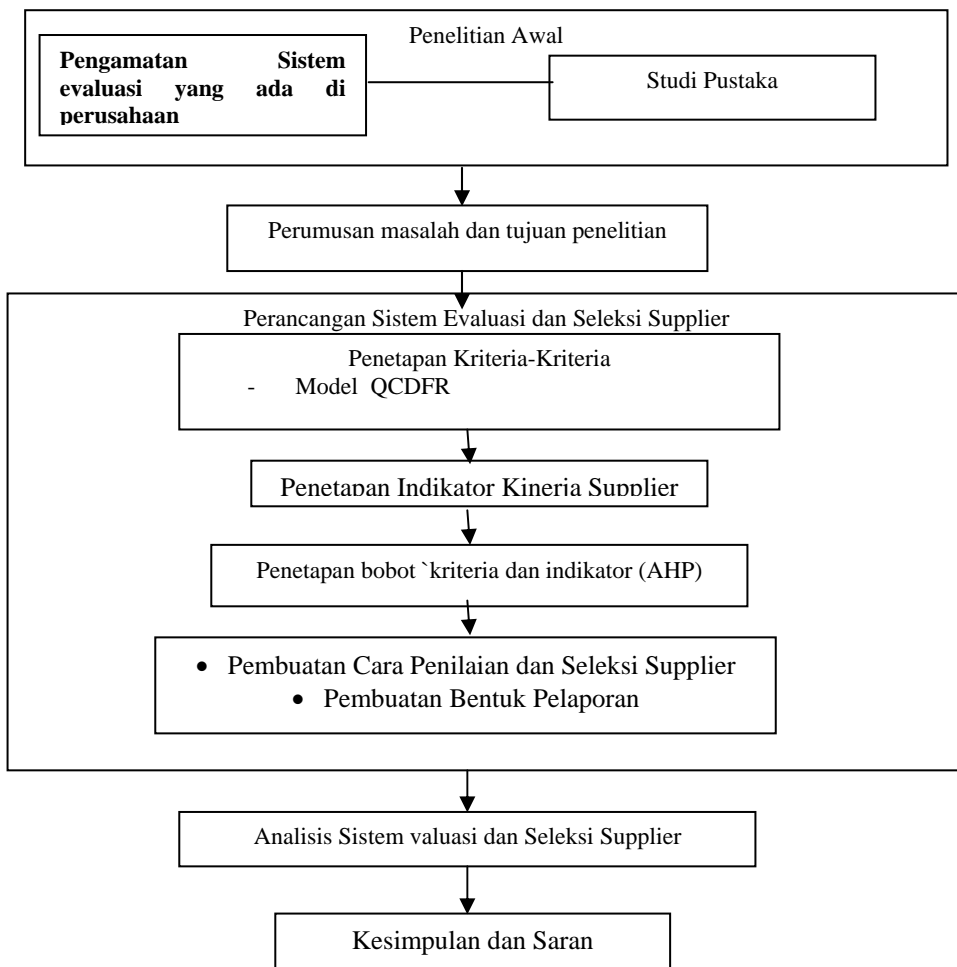 Penelitian Awal
Pengamatan Sistem
evaluasi yang ada di
perusahaan
Studi Pustaka
Perumusan masalah dan tujuan penelitian
Perancangan Sistem Evaluasi dan Seleksi Supplier
Penetapan Kriteria-Kriteria
- Model QCDFR
Penetapan Indikator Kinerja Supplier
Penetapan bobot `kriteria dan indikator (AHP)
• Pembuatan Cara Penilaian dan Seleksi Supplier
• Pembuatan Bentuk Pelaporan
Analisis Sistem valuasi dan Seleksi Supplier
Kesimpulan dan Saran